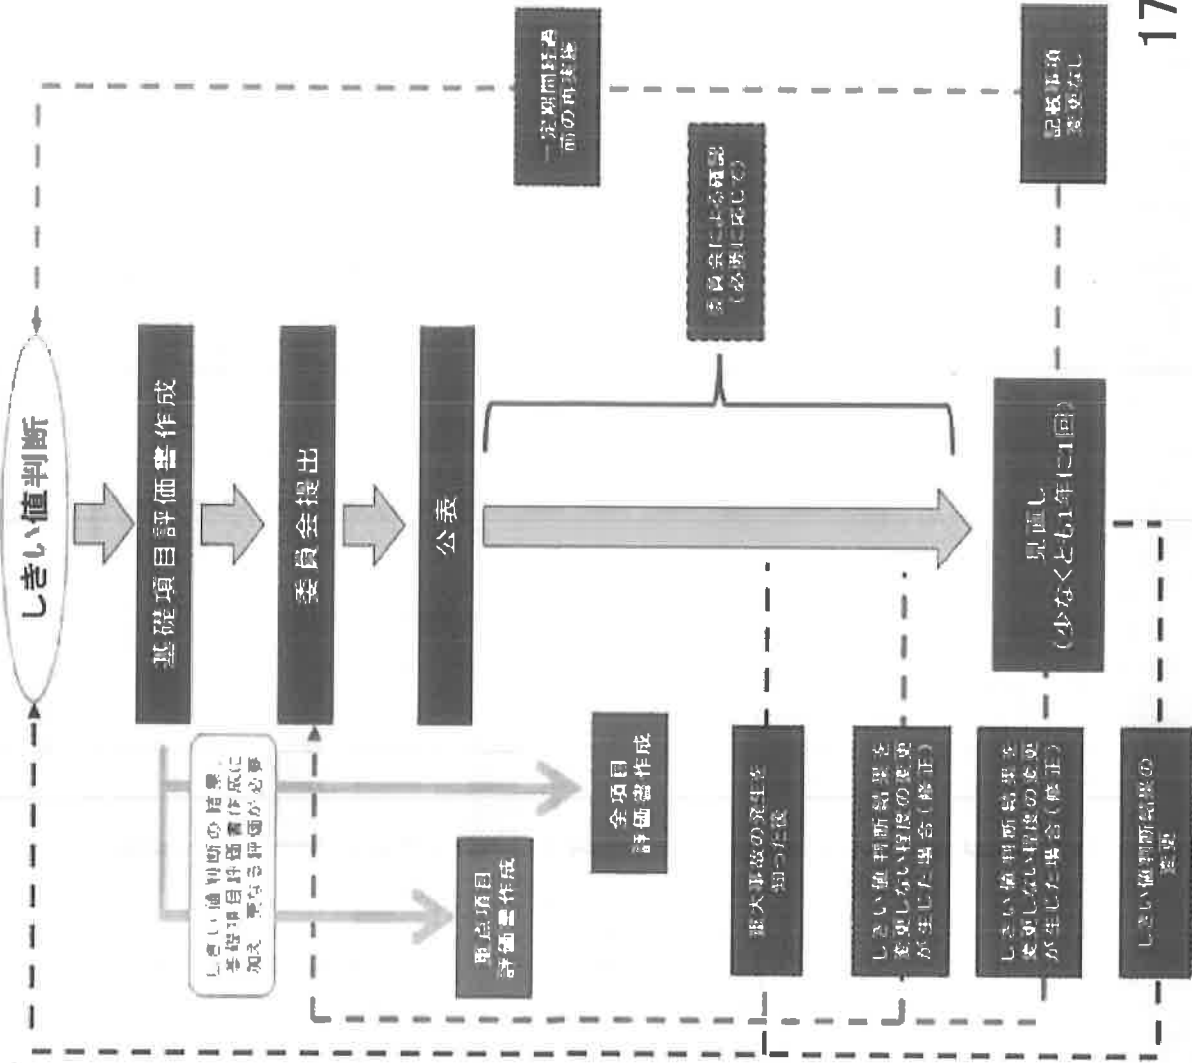 しきい値判断
基礎項目評価書作成
委員会提出
公表
しきい値判断の結果、
基礎項目評価書作成に
加え、更なる評価が必要
重点項目
評価書作成
全項目
評価書作成
一定期間経過
前の再実施
委員会による確認
（必要に応じて）
重大事故の発生を
知った後
しきい値判断結果を
変更しない程度の変更
が生じた場合（修正）
見直し
（少なくとも1年に1回）
しきい値判断結果を
変更しない程度の変更
が生じた場合（修正）
しきい値判断結果の
変更
記載事項
変更なし
17